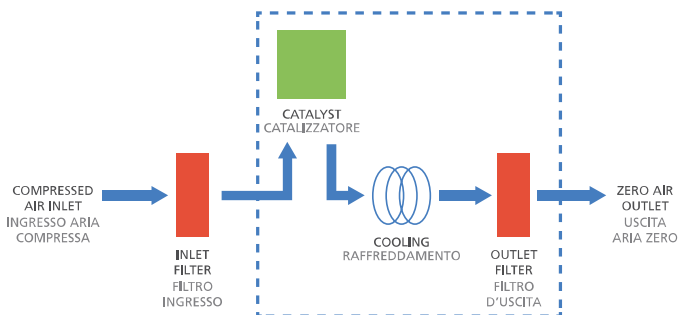 CATALYST
CATALIZZATORE
COMPRESSED
AIR INLET
INGRESSO ARIA
COMPRESSA
INLET
FILTER
FILTRO
INGRESSO
COOLING
RAFFREDDAMENTO
OUTLET
FILTER
FILTRO
D'USCITA
ZERO AIR
OUTLET
USCITA
ARIA ZERO